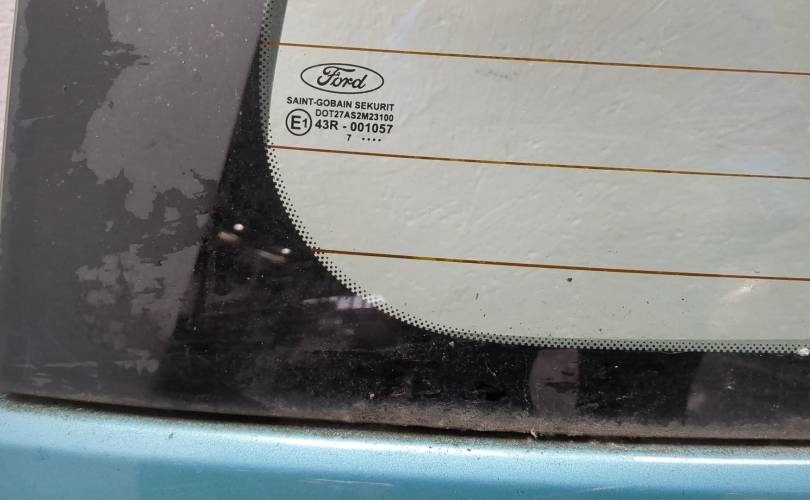 Ford
SAINT-GOBAIN SEKURIT
DOT27AS2M23100
E1 43R - 001057
7 ....